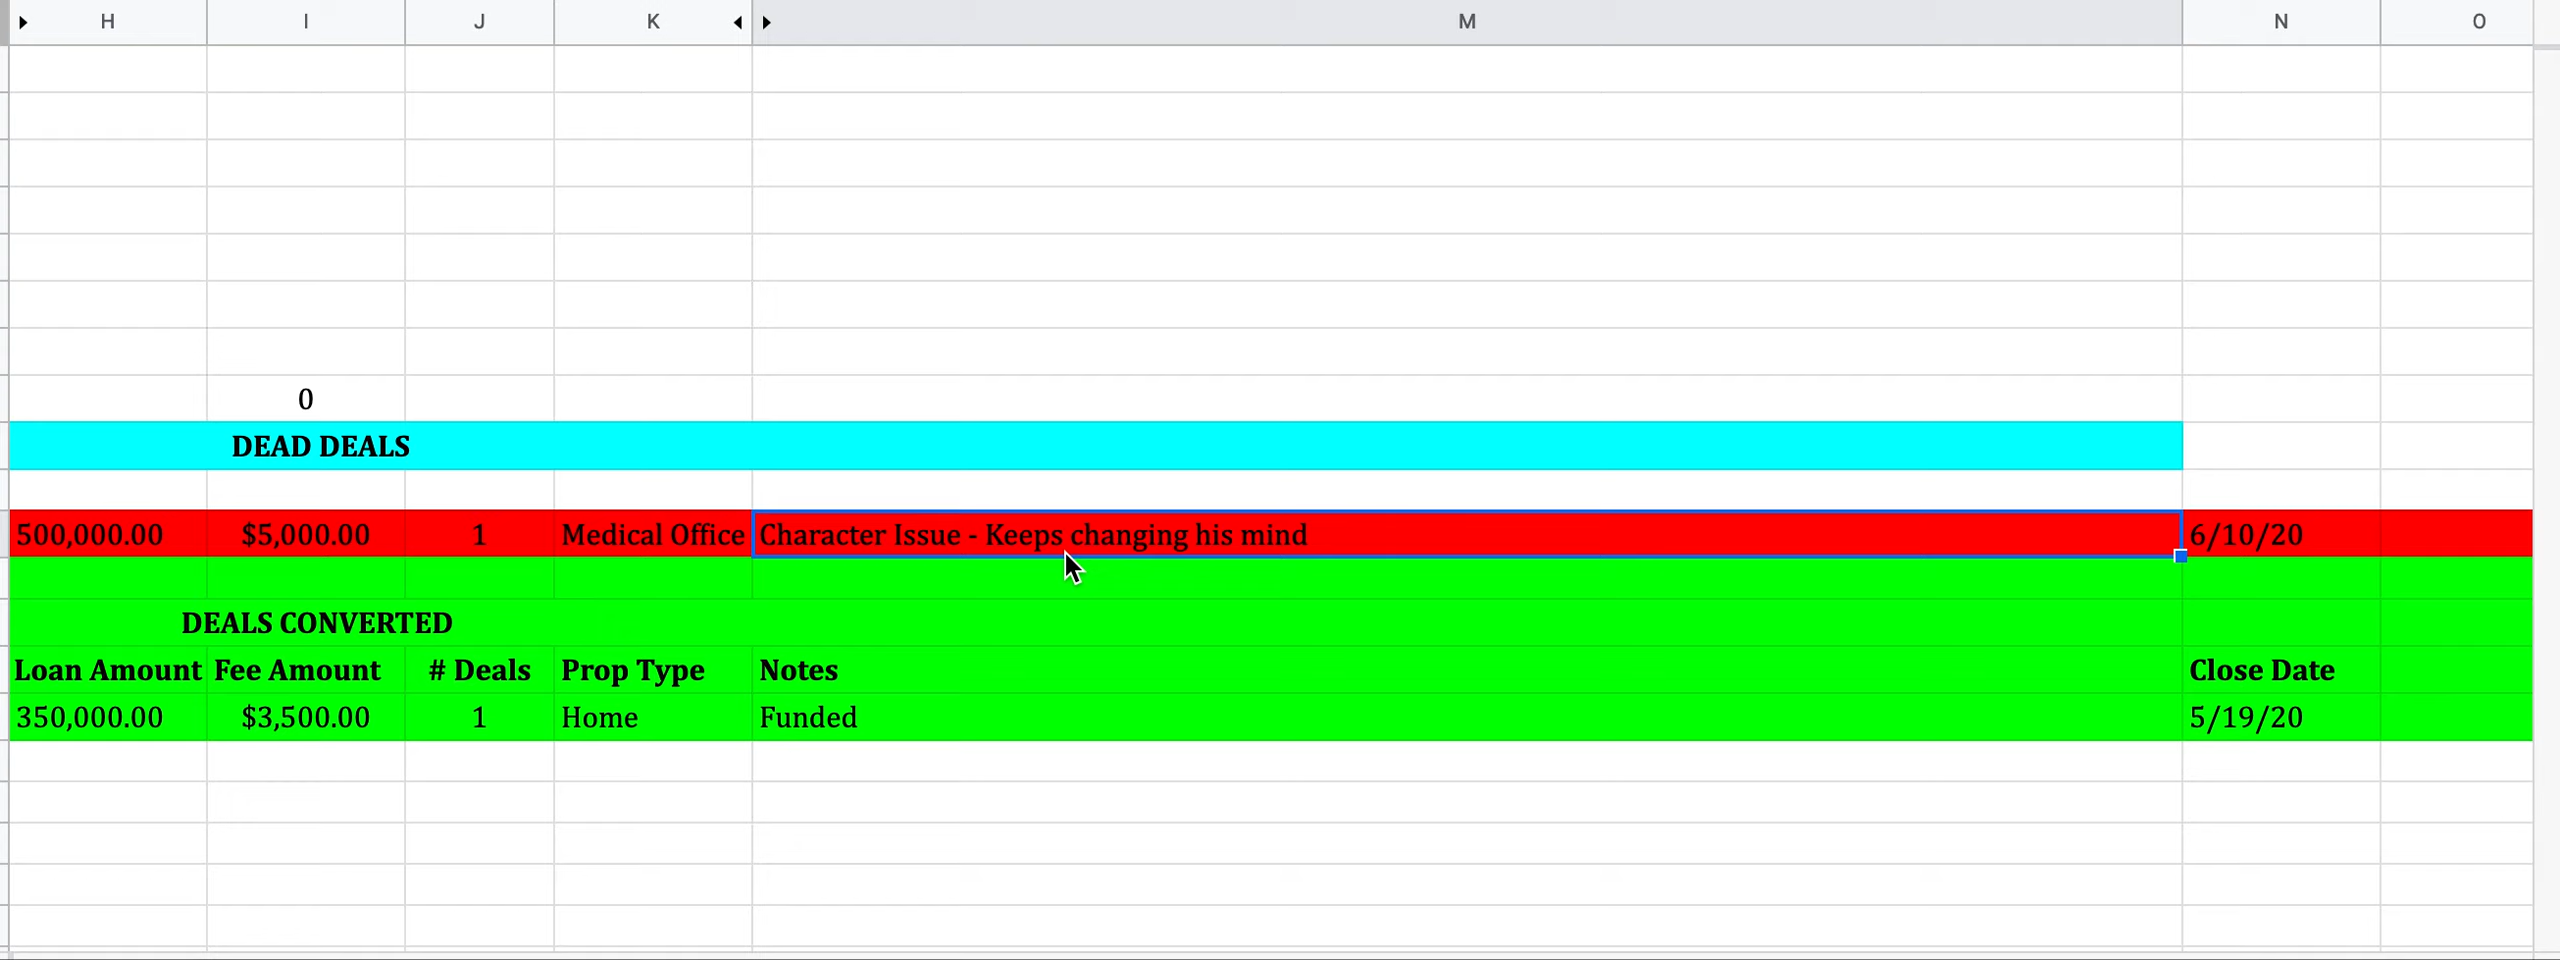 H I J K M N O
0
DEAD DEALS
500,000.00 $5,000.00 1 Medical Office Character Issue - Keeps changing his mind 6/10/20
DEALS CONVERTED
Loan Amount Fee Amount # Deals Prop Type Notes Close Date
350,000.00 $3,500.00 1 Home Funded 5/19/20